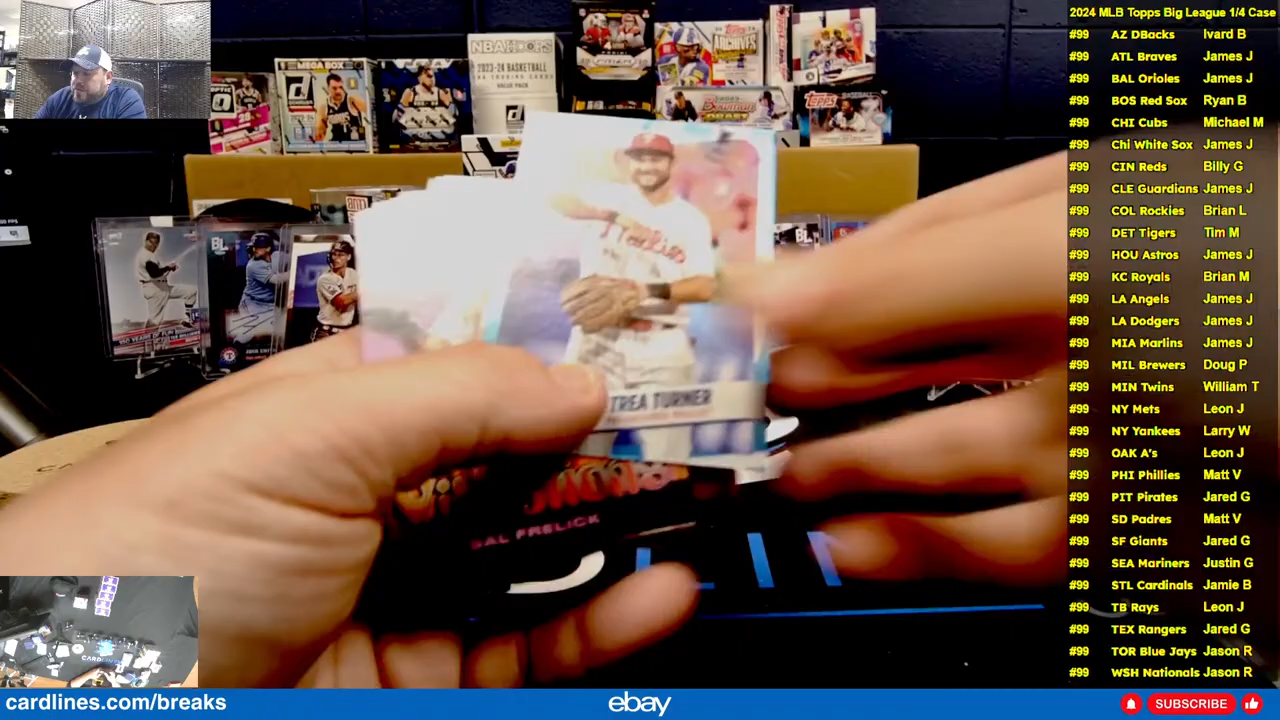 2024 MLB Topps Big League 1/4 Case
#99 AZ DBacks Ivard B
#99 ATL Braves James J
#99 BAL Orioles James J
#99 BOS Red Sox Ryan B
#99 CHI Cubs Michael M
#99 Chi White Sox James J
#99 CIN Reds Billy G
#99 CLE Guardians James J
#99 COL Rockies Brian L
#99 DET Tigers Tim M
#99 HOU Astros James J
#99 KC Royals Brian M
#99 LA Angels James J
#99 LA Dodgers James J
#99 MIA Marlins James J
#99 MIL Brewers Doug P
#99 MIN Twins William T
#99 NY Mets Leon J
#99 NY Yankees Larry W
#99 OAK A's Leon J
#99 PHI Phillies Matt V
#99 PIT Pirates Jared G
#99 SD Padres Matt V
#99 SF Giants Jared G
#99 SEA Mariners Justin G
#99 STL Cardinals Jamie B
#99 TB Rays Leon J
#99 TEX Rangers Jared G
#99 TOR Blue Jays Jason R
#99 WSH Nationals Jason R
NBA HOOPS
2023-24 BASKETBALL
VALUE PACK
MEGA BOX
TOPPS
ARCHIVES
TOPPS
BL
Phillies
TREA TURNER
SAL FRELICK
cardlines.com/breaks
ebay
SUBSCRIBE